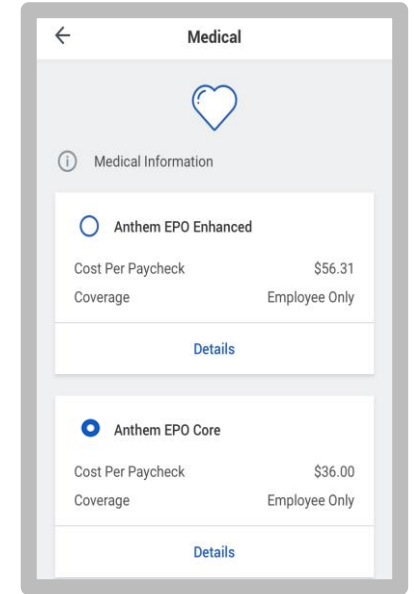 Medical
Medical Information
Anthem EPO Enhanced
Cost Per Paycheck $56.31
Coverage Employee Only
Details
Anthem EPO Core
Cost Per Paycheck $36.00
Coverage Employee Only
Details